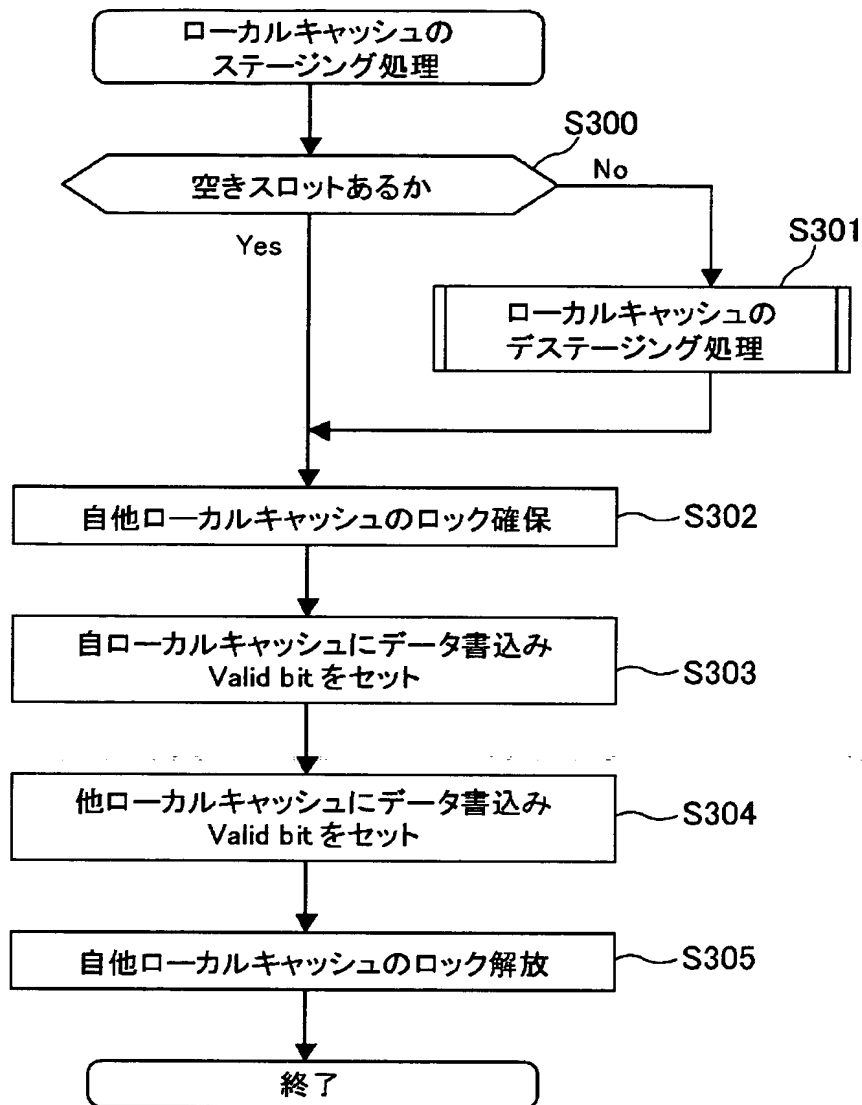 ローカルキャッシュの
ステージング処理
S300
空きスロットあるか
No
Yes
S301
ローカルキャッシュの
デステージング処理
自他ローカルキャッシュのロック確保
S302
自ローカルキャッシュにデータ書込み
Valid bit をセット
S303
他ローカルキャッシュにデータ書込み
Valid bit をセット
S304
自他ローカルキャッシュのロック解放
S305
終了